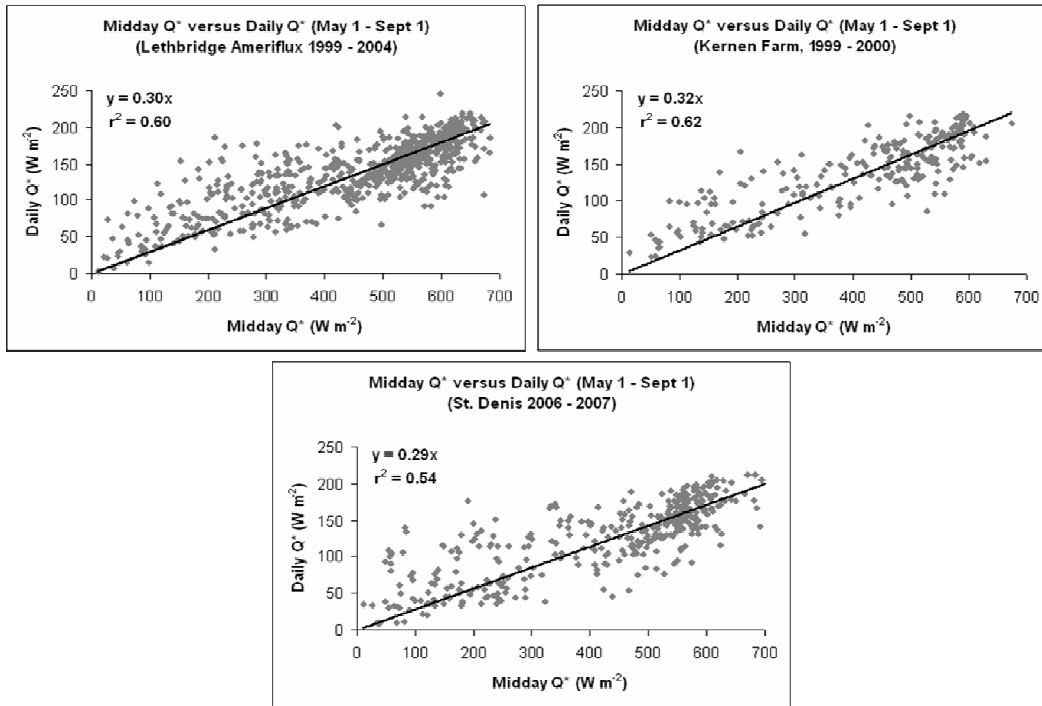 Midday Q* versus Daily Q* (May 1 - Sept 1)
(Lethbridge Ameriflux 1999 - 2004)
y = 0.30x
r² = 0.60
Daily Q* (W m⁻²)
250
200
150
100
50
0
0 100 200 300 400 500 600 700
Midday Q* (W m⁻²)
Midday Q* versus Daily Q* (May 1 - Sept 1)
(Kernen Farm, 1999 - 2000)
y = 0.32x
r² = 0.62
Daily Q* (W m⁻²)
250
200
150
100
50
0
0 100 200 300 400 500 600 700
Midday Q* (W m⁻²)
Midday Q* versus Daily Q* (May 1 - Sept 1)
(St. Denis 2006 - 2007)
y = 0.29x
r² = 0.54
Daily Q* (W m⁻²)
250
200
150
100
50
0
0 100 200 300 400 500 600 700
Midday Q* (W m⁻²)